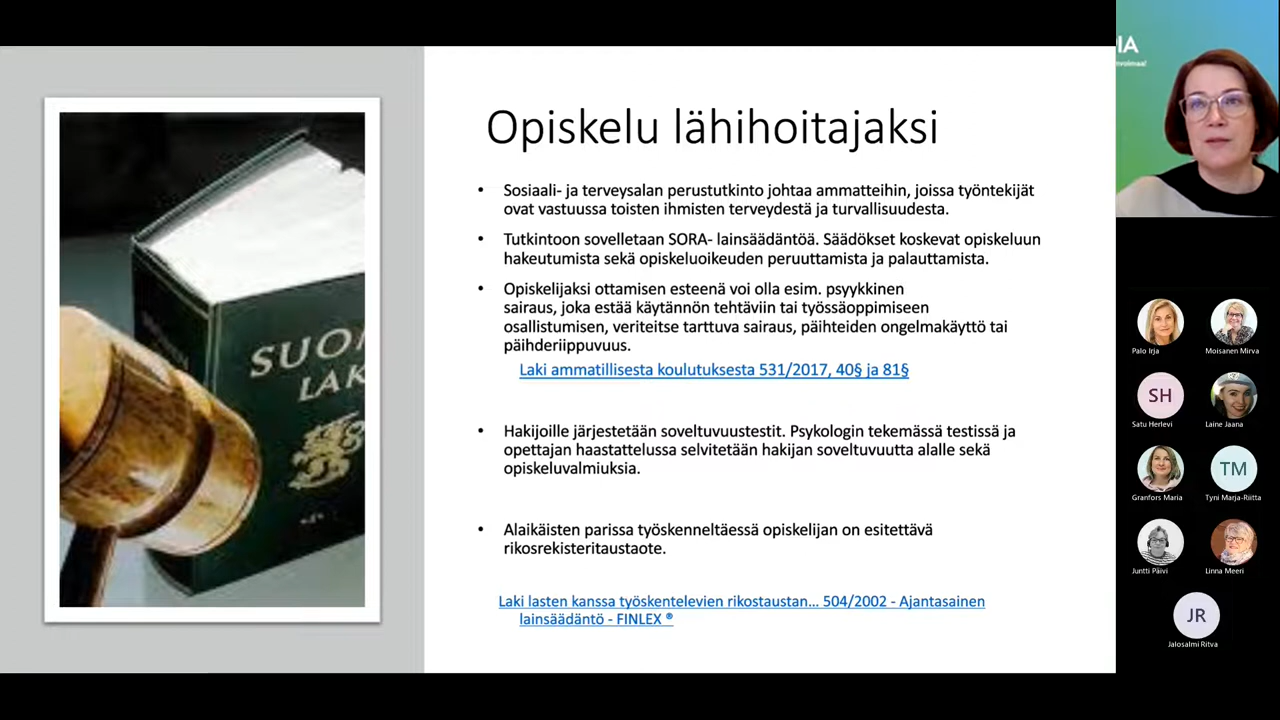 Opiskelu lähihoitajaksi
• Sosiaali- ja terveysalan perustutkinto johtaa ammatteihin, joissa työntekijät
ovat vastuussa toisten ihmisten terveydestä ja turvallisuudesta.
• Tutkintoon sovelletaan SORA- lainsäädäntöä. Säädökset koskevat opiskeluun
hakeutumista sekä opiskeluoikeuden peruuttamista ja palauttamista.
• Opiskelijaksi ottamisen esteenä voi olla esim. psyykkinen
sairaus, joka estää käytännön tehtäviin tai työssäoppimiseen
osallistumisen, veriteitse tarttuva sairaus, päihteiden ongelmakäyttö tai
päihderiippuvuus.
Laki ammatillisesta koulutuksesta 531/2017, 40§ ja 81§
• Hakijoille järjestetään soveltuvuustestit. Psykologin tekemässä testissä ja
opettajan haastattelussa selvitetään hakijan soveltuvuutta alalle sekä
opiskeluvalmiuksia.
• Alaikäisten parissa työskenneltäessä opiskelijan on esitettävä
rikosrekisteritaustaote.
Laki lasten kanssa työskentelevien rikostaustan... 504/2002 - Ajantasainen
lainsäädäntö - FINLEX ®
SUO
LAK
IA
nvoimaa!
Palo Irja
Moisanen Mirva
SH
Satu Herlevi
Laine Jaana
Granfors Maria
TM
Tyni Marja-Riitta
Juntti Päivi
Linna Meeri
JR
Jalosalmi Ritva